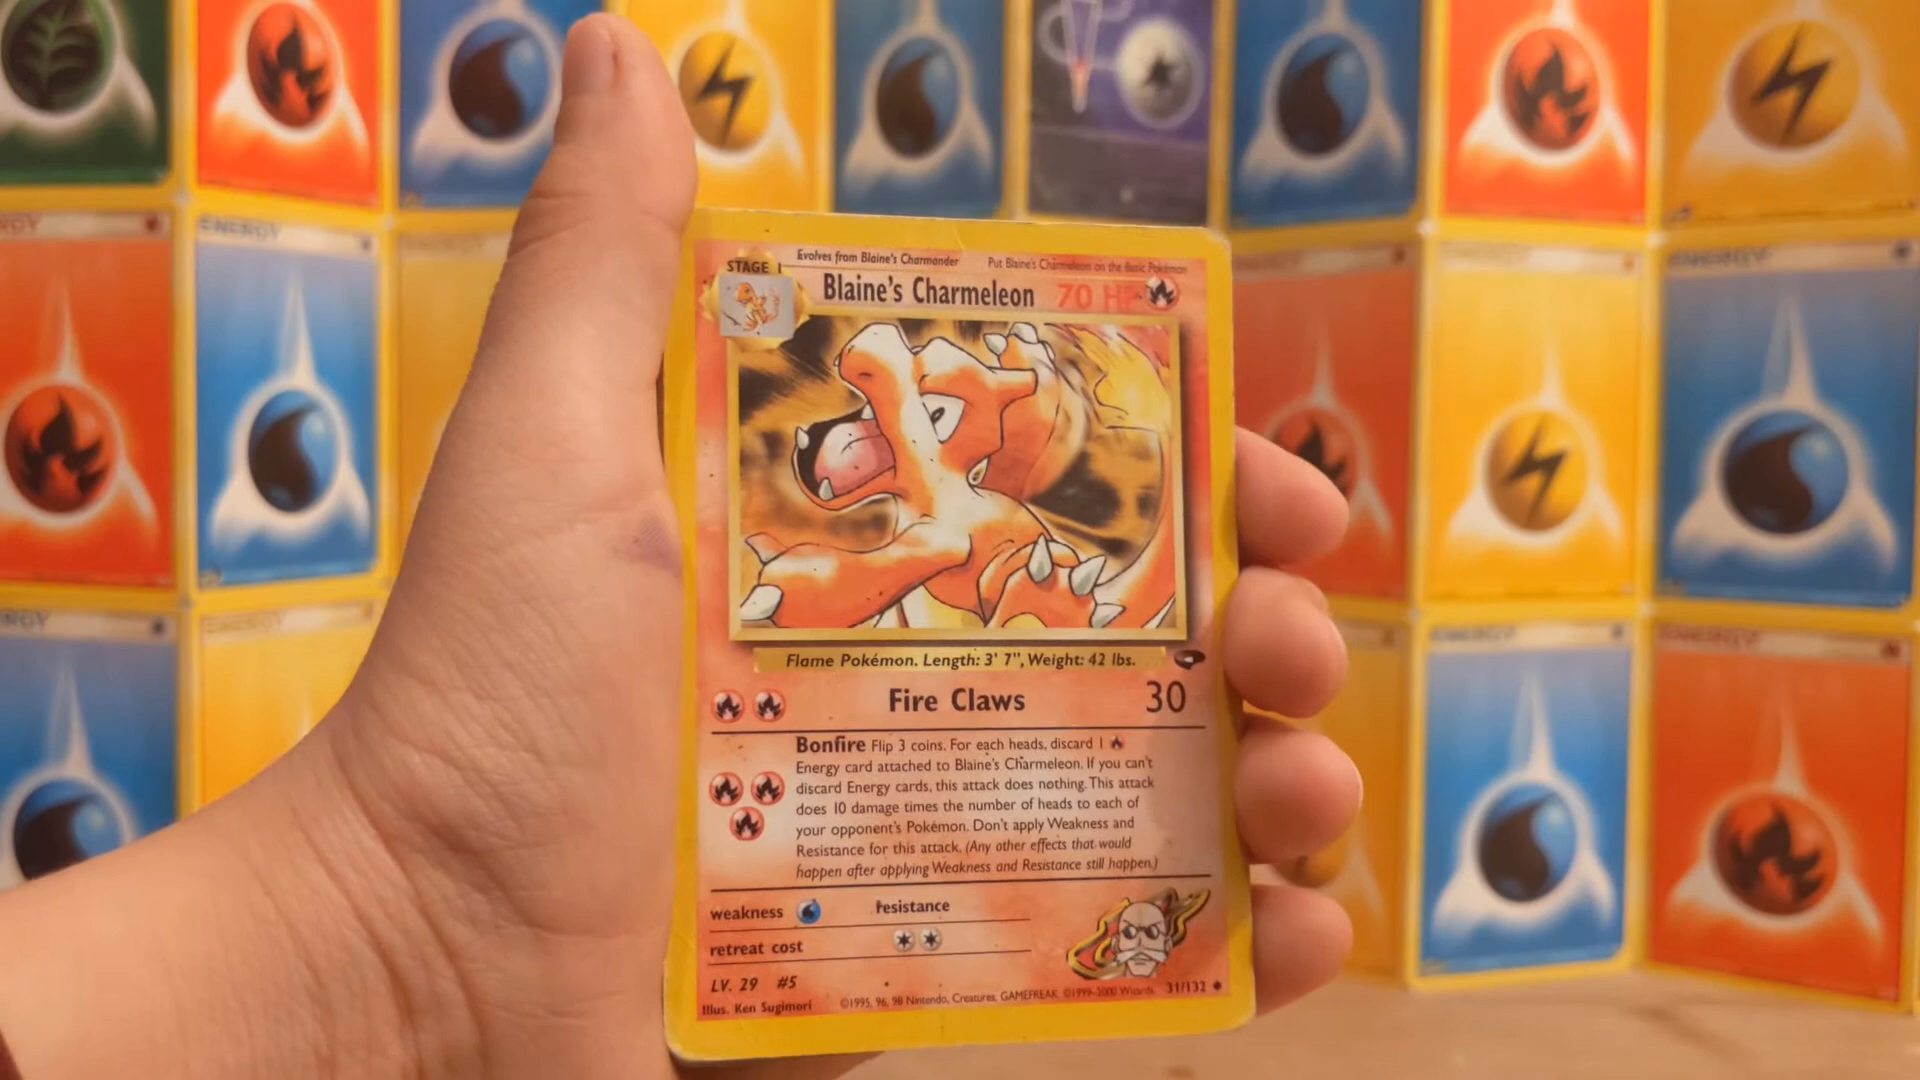 ENERGY
ENERGY
ENERGY
ENERGY
ENERGY
STAGE 1
Evolves from Blaine's Charmander
Put Blaine's Charmeleon on the Basic Pokémon
Blaine's Charmeleon 70 HP
Flame Pokémon. Length: 3' 7", Weight: 42 lbs.
Fire Claws 30
Bonfire Flip 3 coins. For each heads, discard 1
Energy card attached to Blaine's Charmeleon. If you can't
discard Energy cards, this attack does nothing. This attack
does 10 damage times the number of heads to each of
your opponent's Pokémon. Don't apply Weakness and
Resistance for this attack. (Any other effects that would
happen after applying Weakness and Resistance still happen.)
weakness resistance
retreat cost
LV. 29 #5
Illus. Ken Sugimori
©1995, 96, 98 Nintendo, Creatures, GAMEFREAK. ©1999-2000 Wizards. 31/132